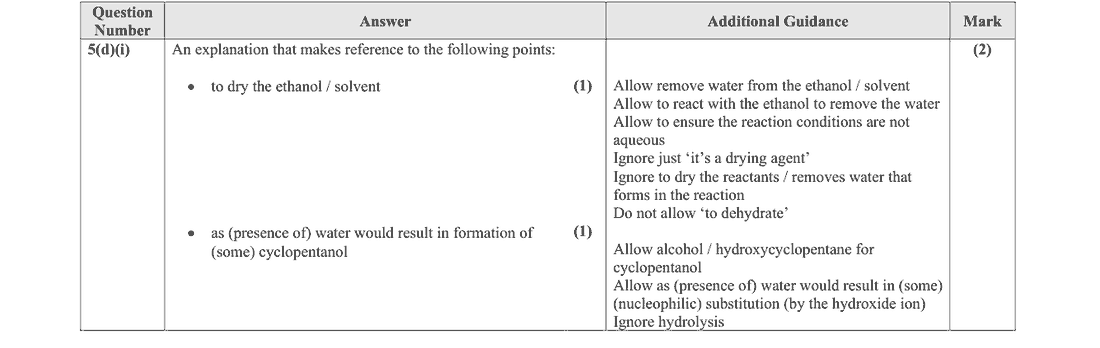 Question
Number
Answer
Additional Guidance
Mark
5(d)(i)
An explanation that makes reference to the following points:
(2)
• to dry the ethanol / solvent (1)
Allow remove water from the ethanol / solvent
Allow to react with the ethanol to remove the water
Allow to ensure the reaction conditions are not
aqueous
Ignore just ‘it’s a drying agent’
Ignore to dry the reactants / removes water that
forms in the reaction
Do not allow ‘to dehydrate’
• as (presence of) water would result in formation of (1)
(some) cyclopentanol
Allow alcohol / hydroxycyclopentane for
cyclopentanol
Allow as (presence of) water would result in (some)
(nucleophilic) substitution (by the hydroxide ion)
Ignore hydrolysis